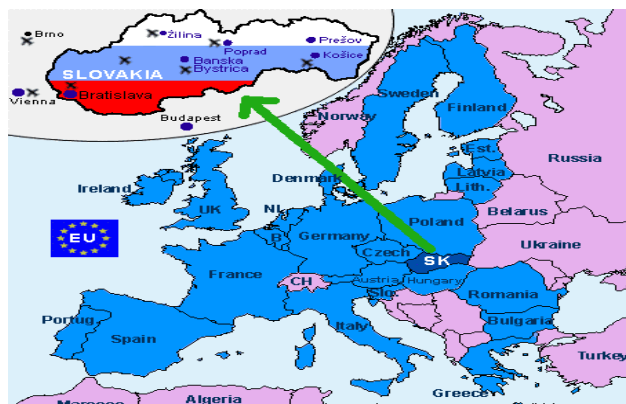 Brno
Žilina
Prešov
Poprad
Košice
Banska
Bystrica
SLOVAKIA
Vienna
Bratislava
Budapest
Sweden
Finland
Norway
Russia
Est.
Latvia
Lith.
Denmark
Ireland
UK
NL
Belarus
Poland
EU
B
Germany
Czech
SK
Ukraine
France
CH
Austria
Hungary
Slo.
Romania
Italy
Bulgaria
Portug.
Spain
Turkey
Greece
Morocco
Algeria